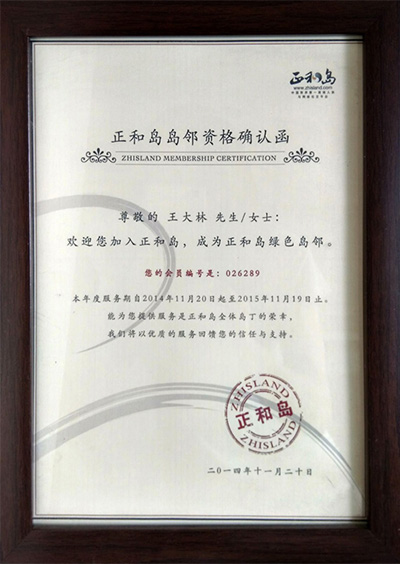 正和岛
www.zhisland.com
正和岛岛邻资格确认函
ZHISLAND MEMBERSHIP CERTIFICATION
尊敬的 王大林 先生/女士：
欢迎您加入正和岛，成为正和岛绿色岛邻。
您的会员编号是：026289
本年度服务期自2014年11月20日起至2015年11月19日止。
能为您提供服务是正和岛全体岛丁的荣幸，
我们将以优质的服务回馈您的信任与支持。
ZHISLAND
正和岛
ZHISLAND
二〇一四年十一月二十日